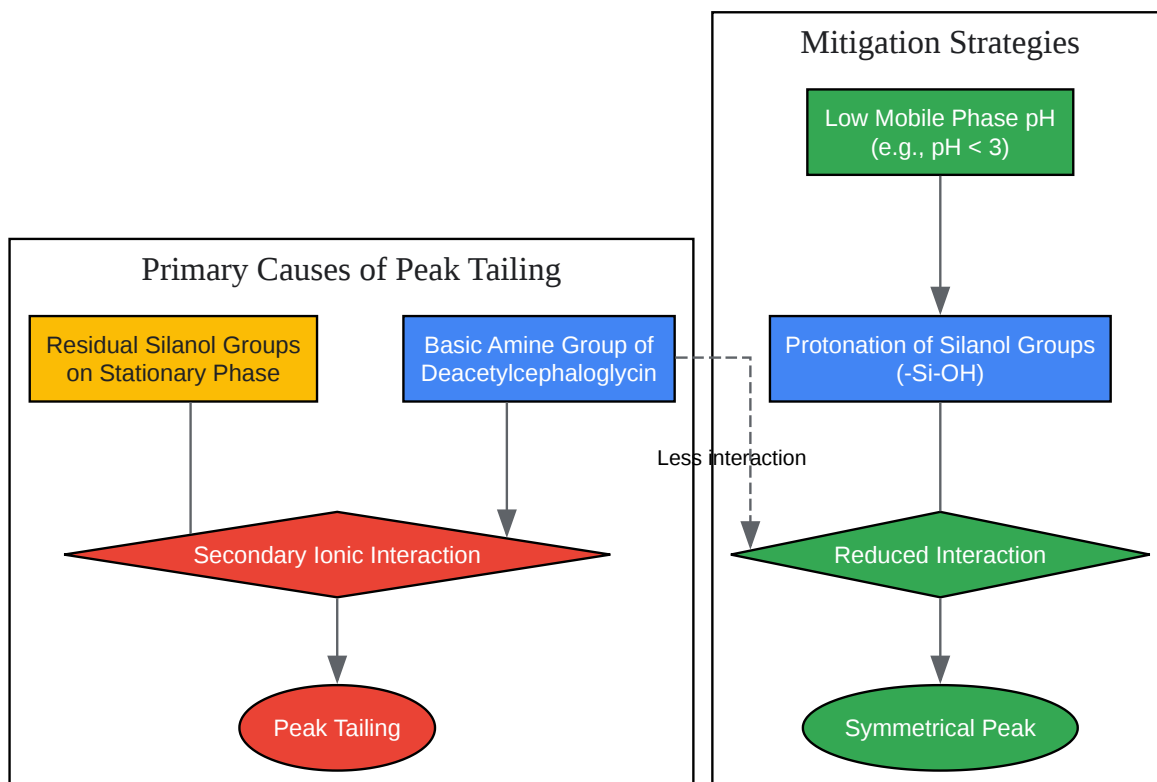 Mitigation Strategies
Low Mobile Phase pH
(e.g., pH < 3)
Primary Causes of Peak Tailing
Residual Silanol Groups
on Stationary Phase
Basic Amine Group of
Deacetylcephaloglycin
Protonation of Silanol Groups
(-Si-OH)
Less interaction
Secondary Ionic Interaction
Reduced Interaction
Peak Tailing
Symmetrical Peak